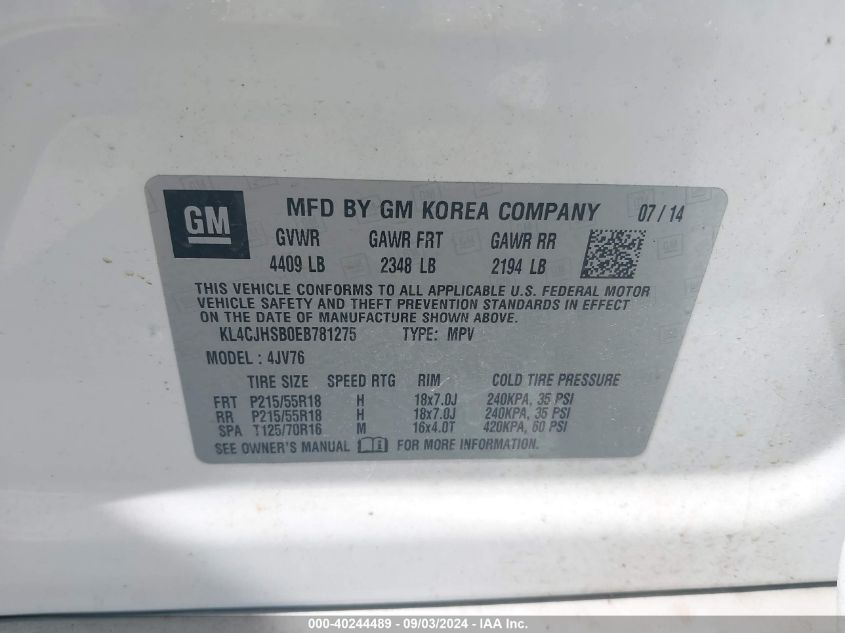 GM
MFD BY GM KOREA COMPANY 07/14
GVWR GAWR FRT GAWR RR
4409 LB 2348 LB 2194 LB
THIS VEHICLE CONFORMS TO ALL APPLICABLE U.S. FEDERAL MOTOR
VEHICLE SAFETY AND THEFT PREVENTION STANDARDS IN EFFECT
ON THE DATE OF MANUFACTURE SHOWN ABOVE.
KL4CJHSB0EB781275 TYPE: MPV
MODEL: 4JV76
TIRE SIZE SPEED RTG RIM COLD TIRE PRESSURE
FRT P215/55R18 H 18x7.0J 240KPA, 35 PSI
RR P215/55R18 H 18x7.0J 240KPA, 35 PSI
SPA T125/70R16 M 16x4.0T 420KPA, 60 PSI
SEE OWNER'S MANUAL FOR MORE INFORMATION.
000-40244489 - 09/03/2024 - IAA Inc.